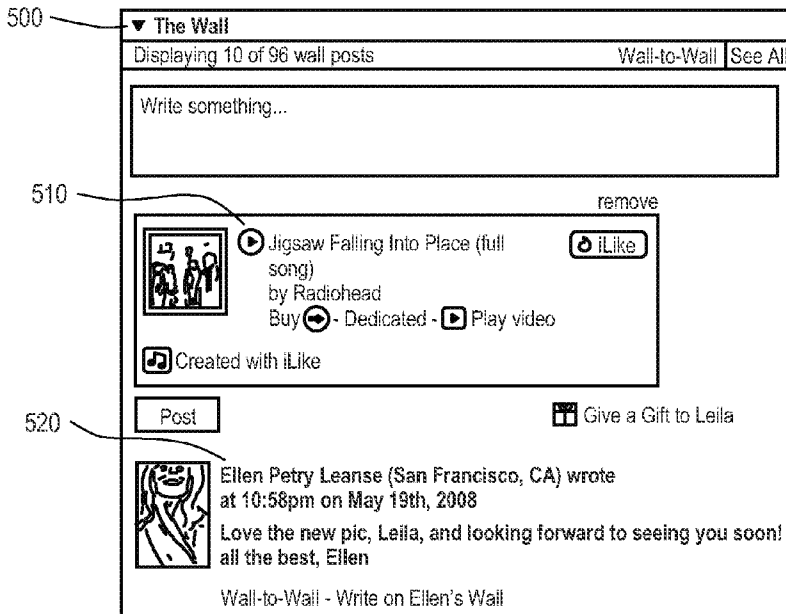 500
▼ The Wall
Displaying 10 of 96 wall posts Wall-to-Wall See All
Write something...
510
remove
Jigsaw Falling Into Place (full iLike
song)
by Radiohead
Buy - Dedicated - Play video
Created with iLike
Post Give a Gift to Leila
520
Ellen Petry Leanse (San Francisco, CA) wrote
at 10:58pm on May 19th, 2008
Love the new pic, Leila, and looking forward to seeing you soon!
all the best, Ellen
Wall-to-Wall - Write on Ellen's Wall